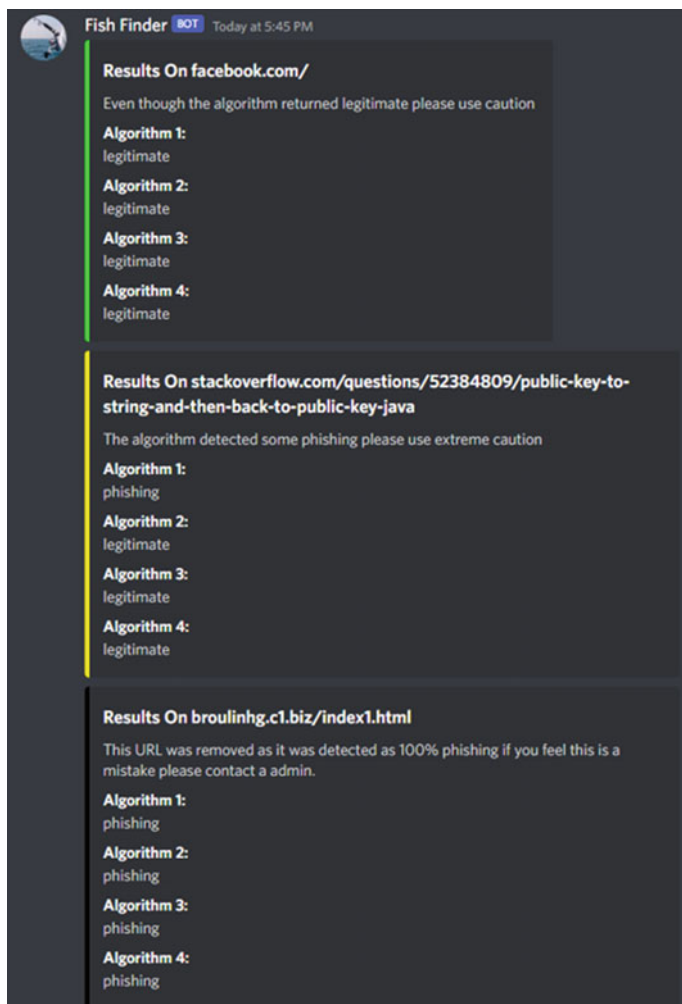 Fish Finder BOT Today at 5:45 PM
Results On facebook.com/
Even though the algorithm returned legitimate please use caution
Algorithm 1:
legitimate
Algorithm 2:
legitimate
Algorithm 3:
legitimate
Algorithm 4:
legitimate
Results On stackoverflow.com/questions/52384809/public-key-to-
string-and-then-back-to-public-key-java
The algorithm detected some phishing please use extreme caution
Algorithm 1:
phishing
Algorithm 2:
legitimate
Algorithm 3:
legitimate
Algorithm 4:
legitimate
Results On broulinhg.c1.biz/index1.html
This URL was removed as it was detected as 100% phishing if you feel this is a
mistake please contact a admin.
Algorithm 1:
phishing
Algorithm 2:
phishing
Algorithm 3:
phishing
Algorithm 4:
phishing